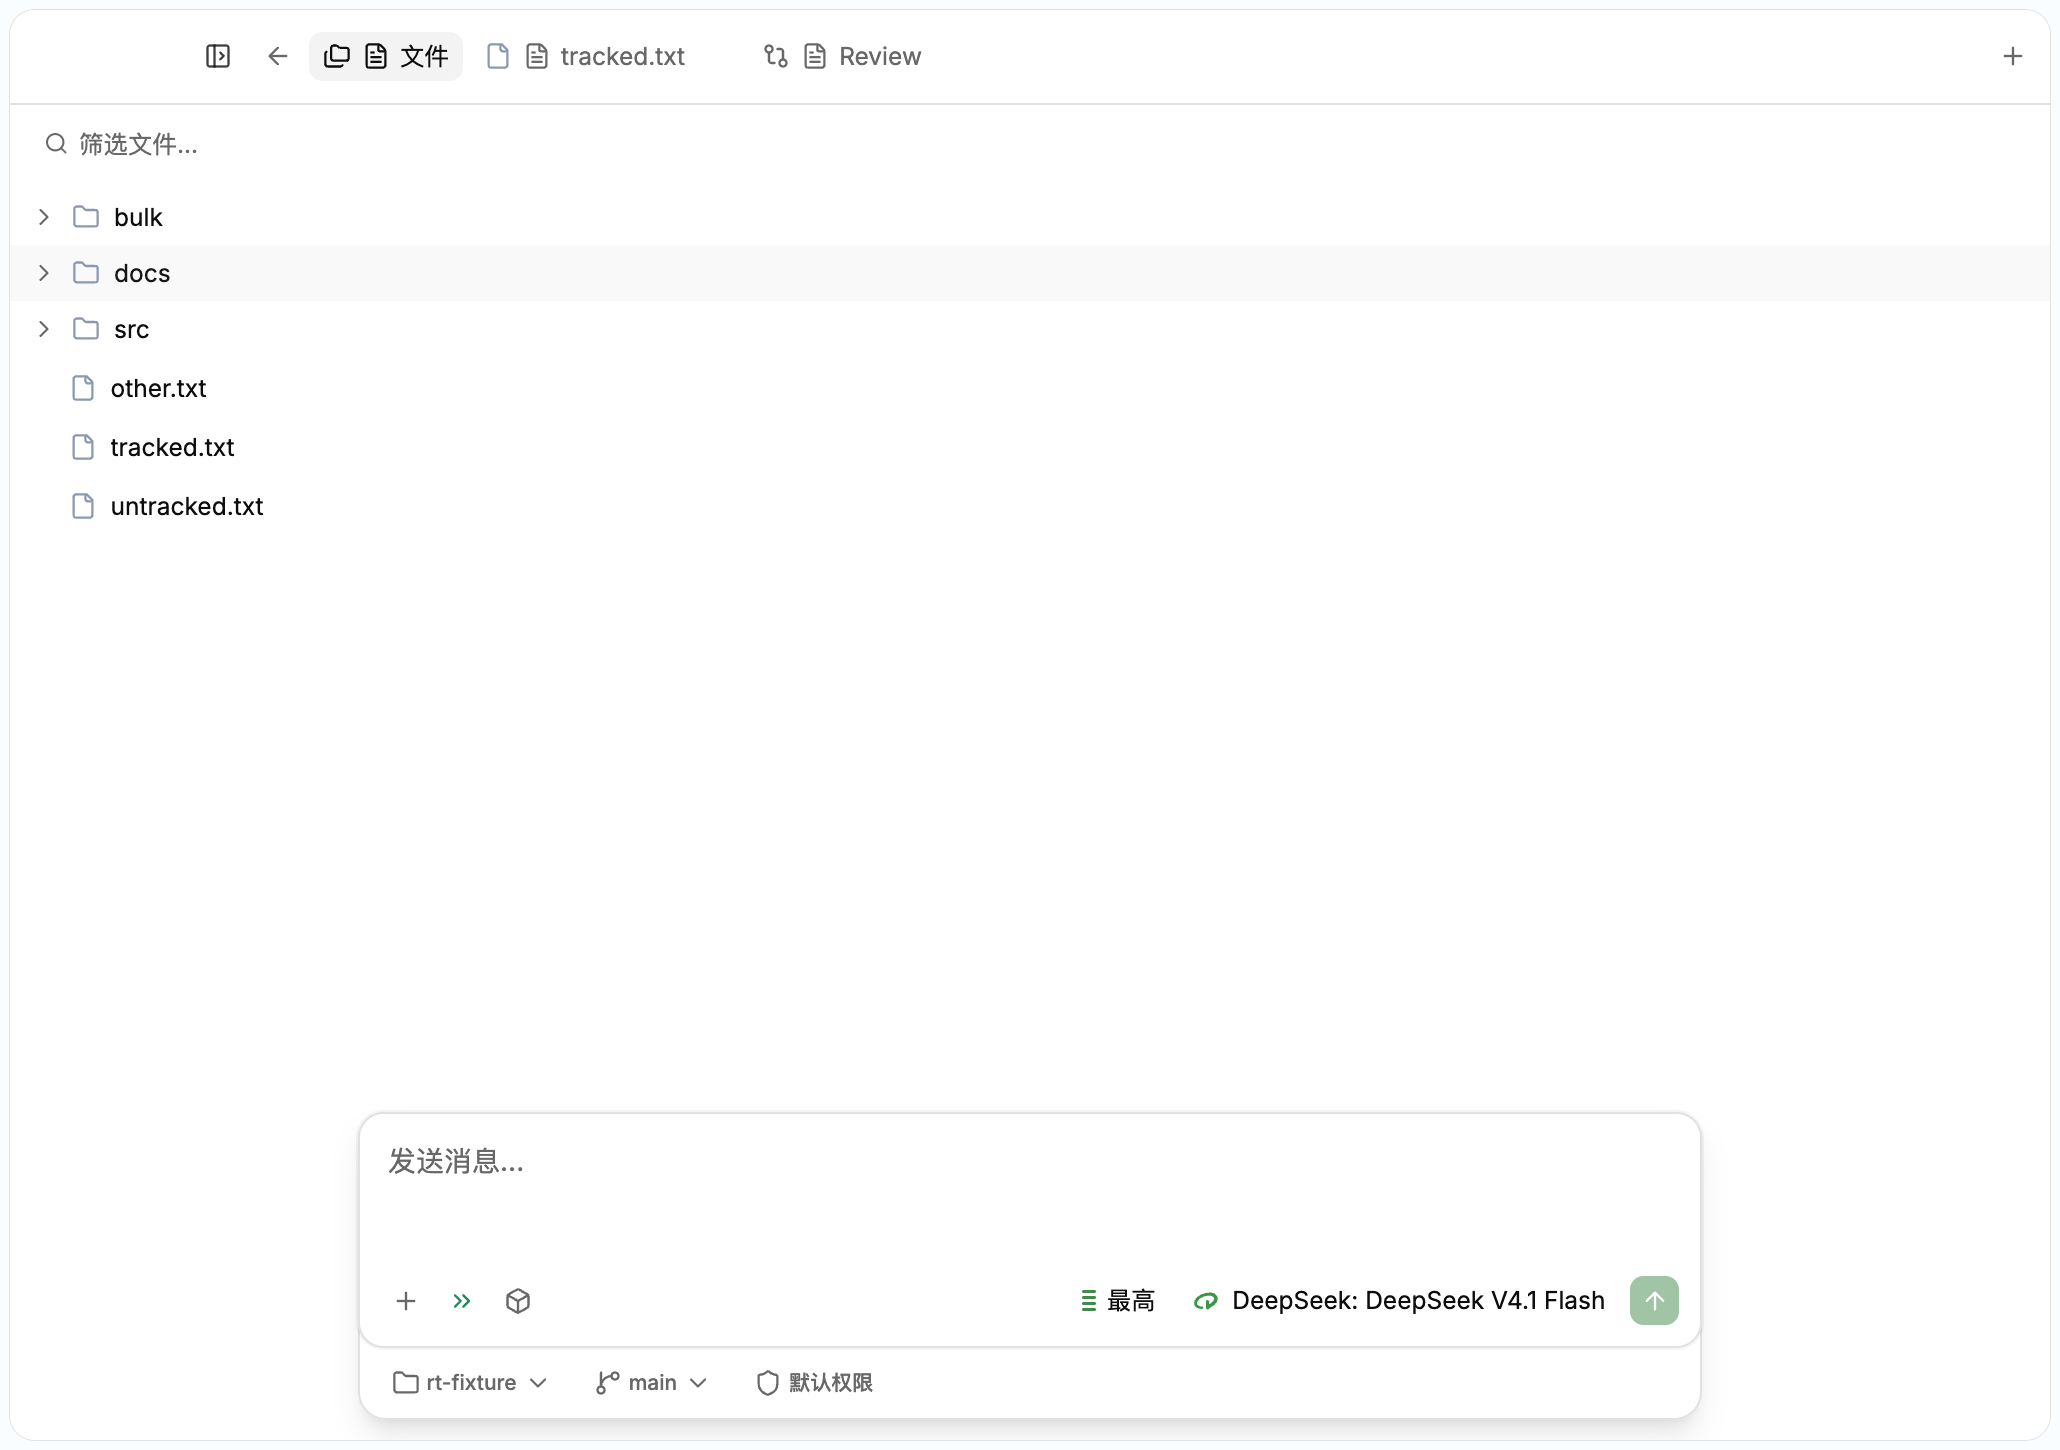 文件 tracked.txt Review
筛选文件...
bulk
docs
src
other.txt
tracked.txt
untracked.txt
发送消息...
最高 DeepSeek: DeepSeek V4.1 Flash
rt-fixture main 默认权限